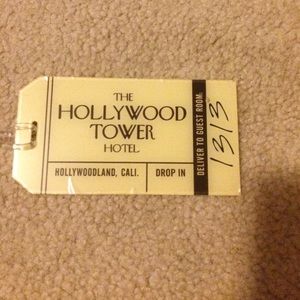 THE
HOLLYWOOD
TOWER
HOTEL
HOLLYWOODLAND, CALI.
DROP IN
DELIVER TO GUEST ROOM:
1313